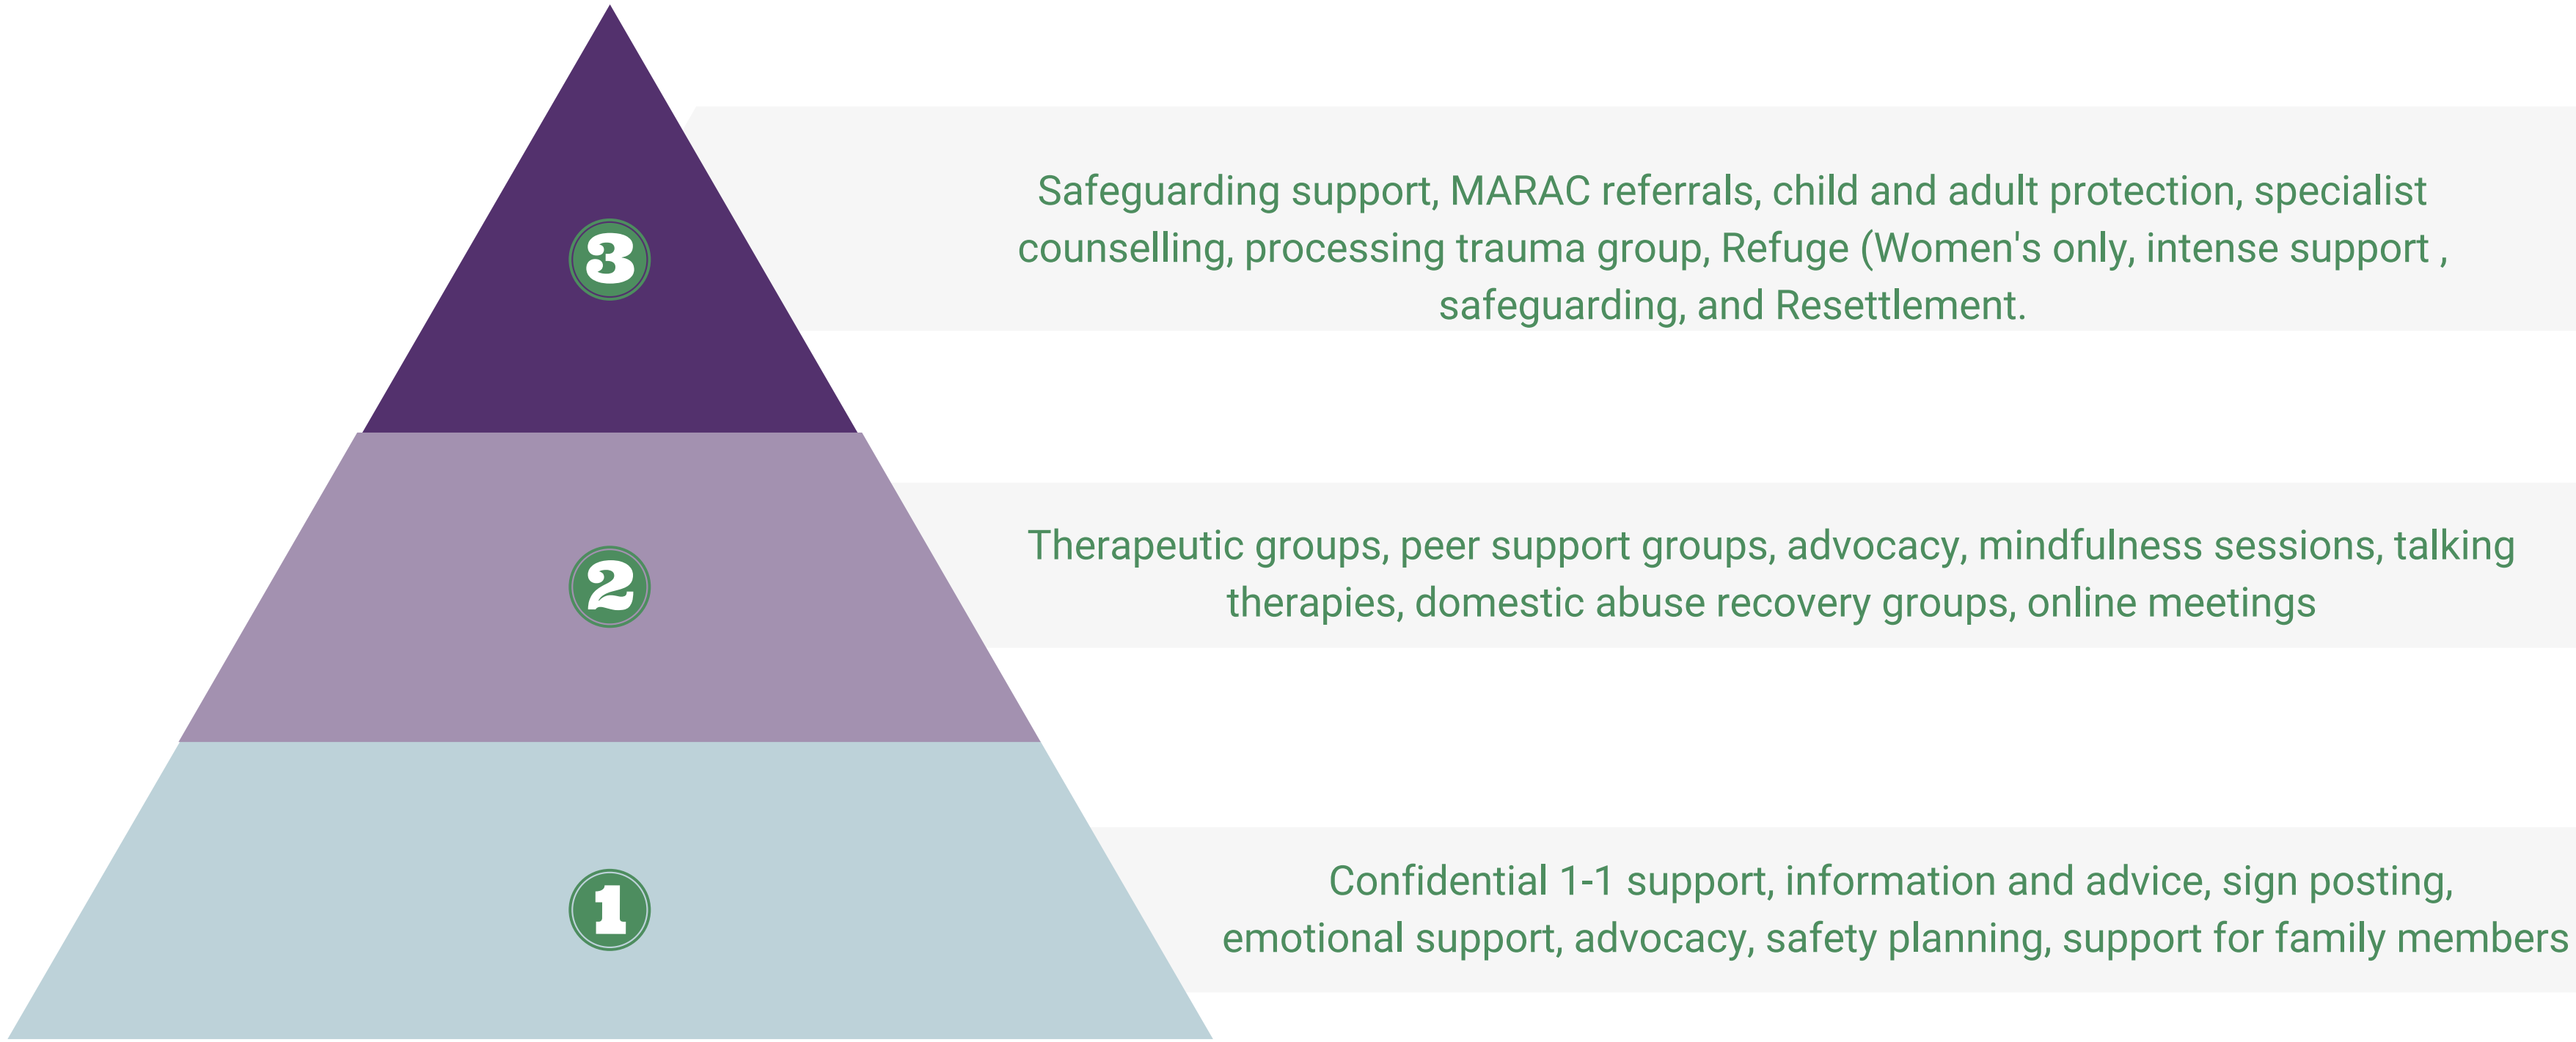 3
Safeguarding support, MARAC referrals, child and adult protection, specialist
counselling, processing trauma group, Refuge (Women's only, intense support ,
safeguarding, and Resettlement.
2
Therapeutic groups, peer support groups, advocacy, mindfulness sessions, talking
therapies, domestic abuse recovery groups, online meetings
1
Confidential 1-1 support, information and advice, sign posting,
emotional support, advocacy, safety planning, support for family members